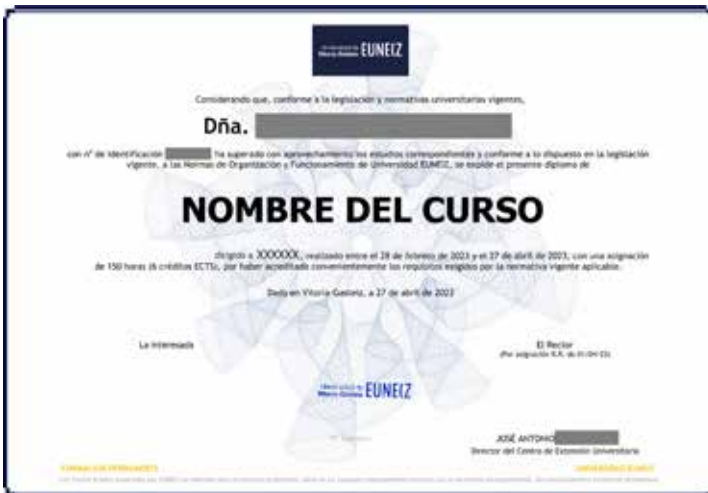 EUNEIZ
Considerando que, conforme a la legislación y normativas universitarias vigentes,
Dña.
con nº de identificación ha superado con aprovechamiento los estudios correspondientes y conforme a lo dispuesto en la legislación
vigente, a las Normas de Organización y Funcionamiento de Universidad EUNEIZ, se expide el presente diploma de
NOMBRE DEL CURSO
dirigido a XXXXXX, realizado entre el 28 de febrero de 2023 y el 27 de abril de 2023, con una asignación
de 150 horas (6 créditos ECTS), por haber acreditado convenientemente los requisitos exigidos por la normativa vigente aplicable.
Dado en Vitoria-Gasteiz, a 27 de abril de 2023
La interesada
El Rector
(Por asignación R.R. de
EUNEIZ
JOSÉ ANTONIO
Director del Centro de Extensión Universitaria